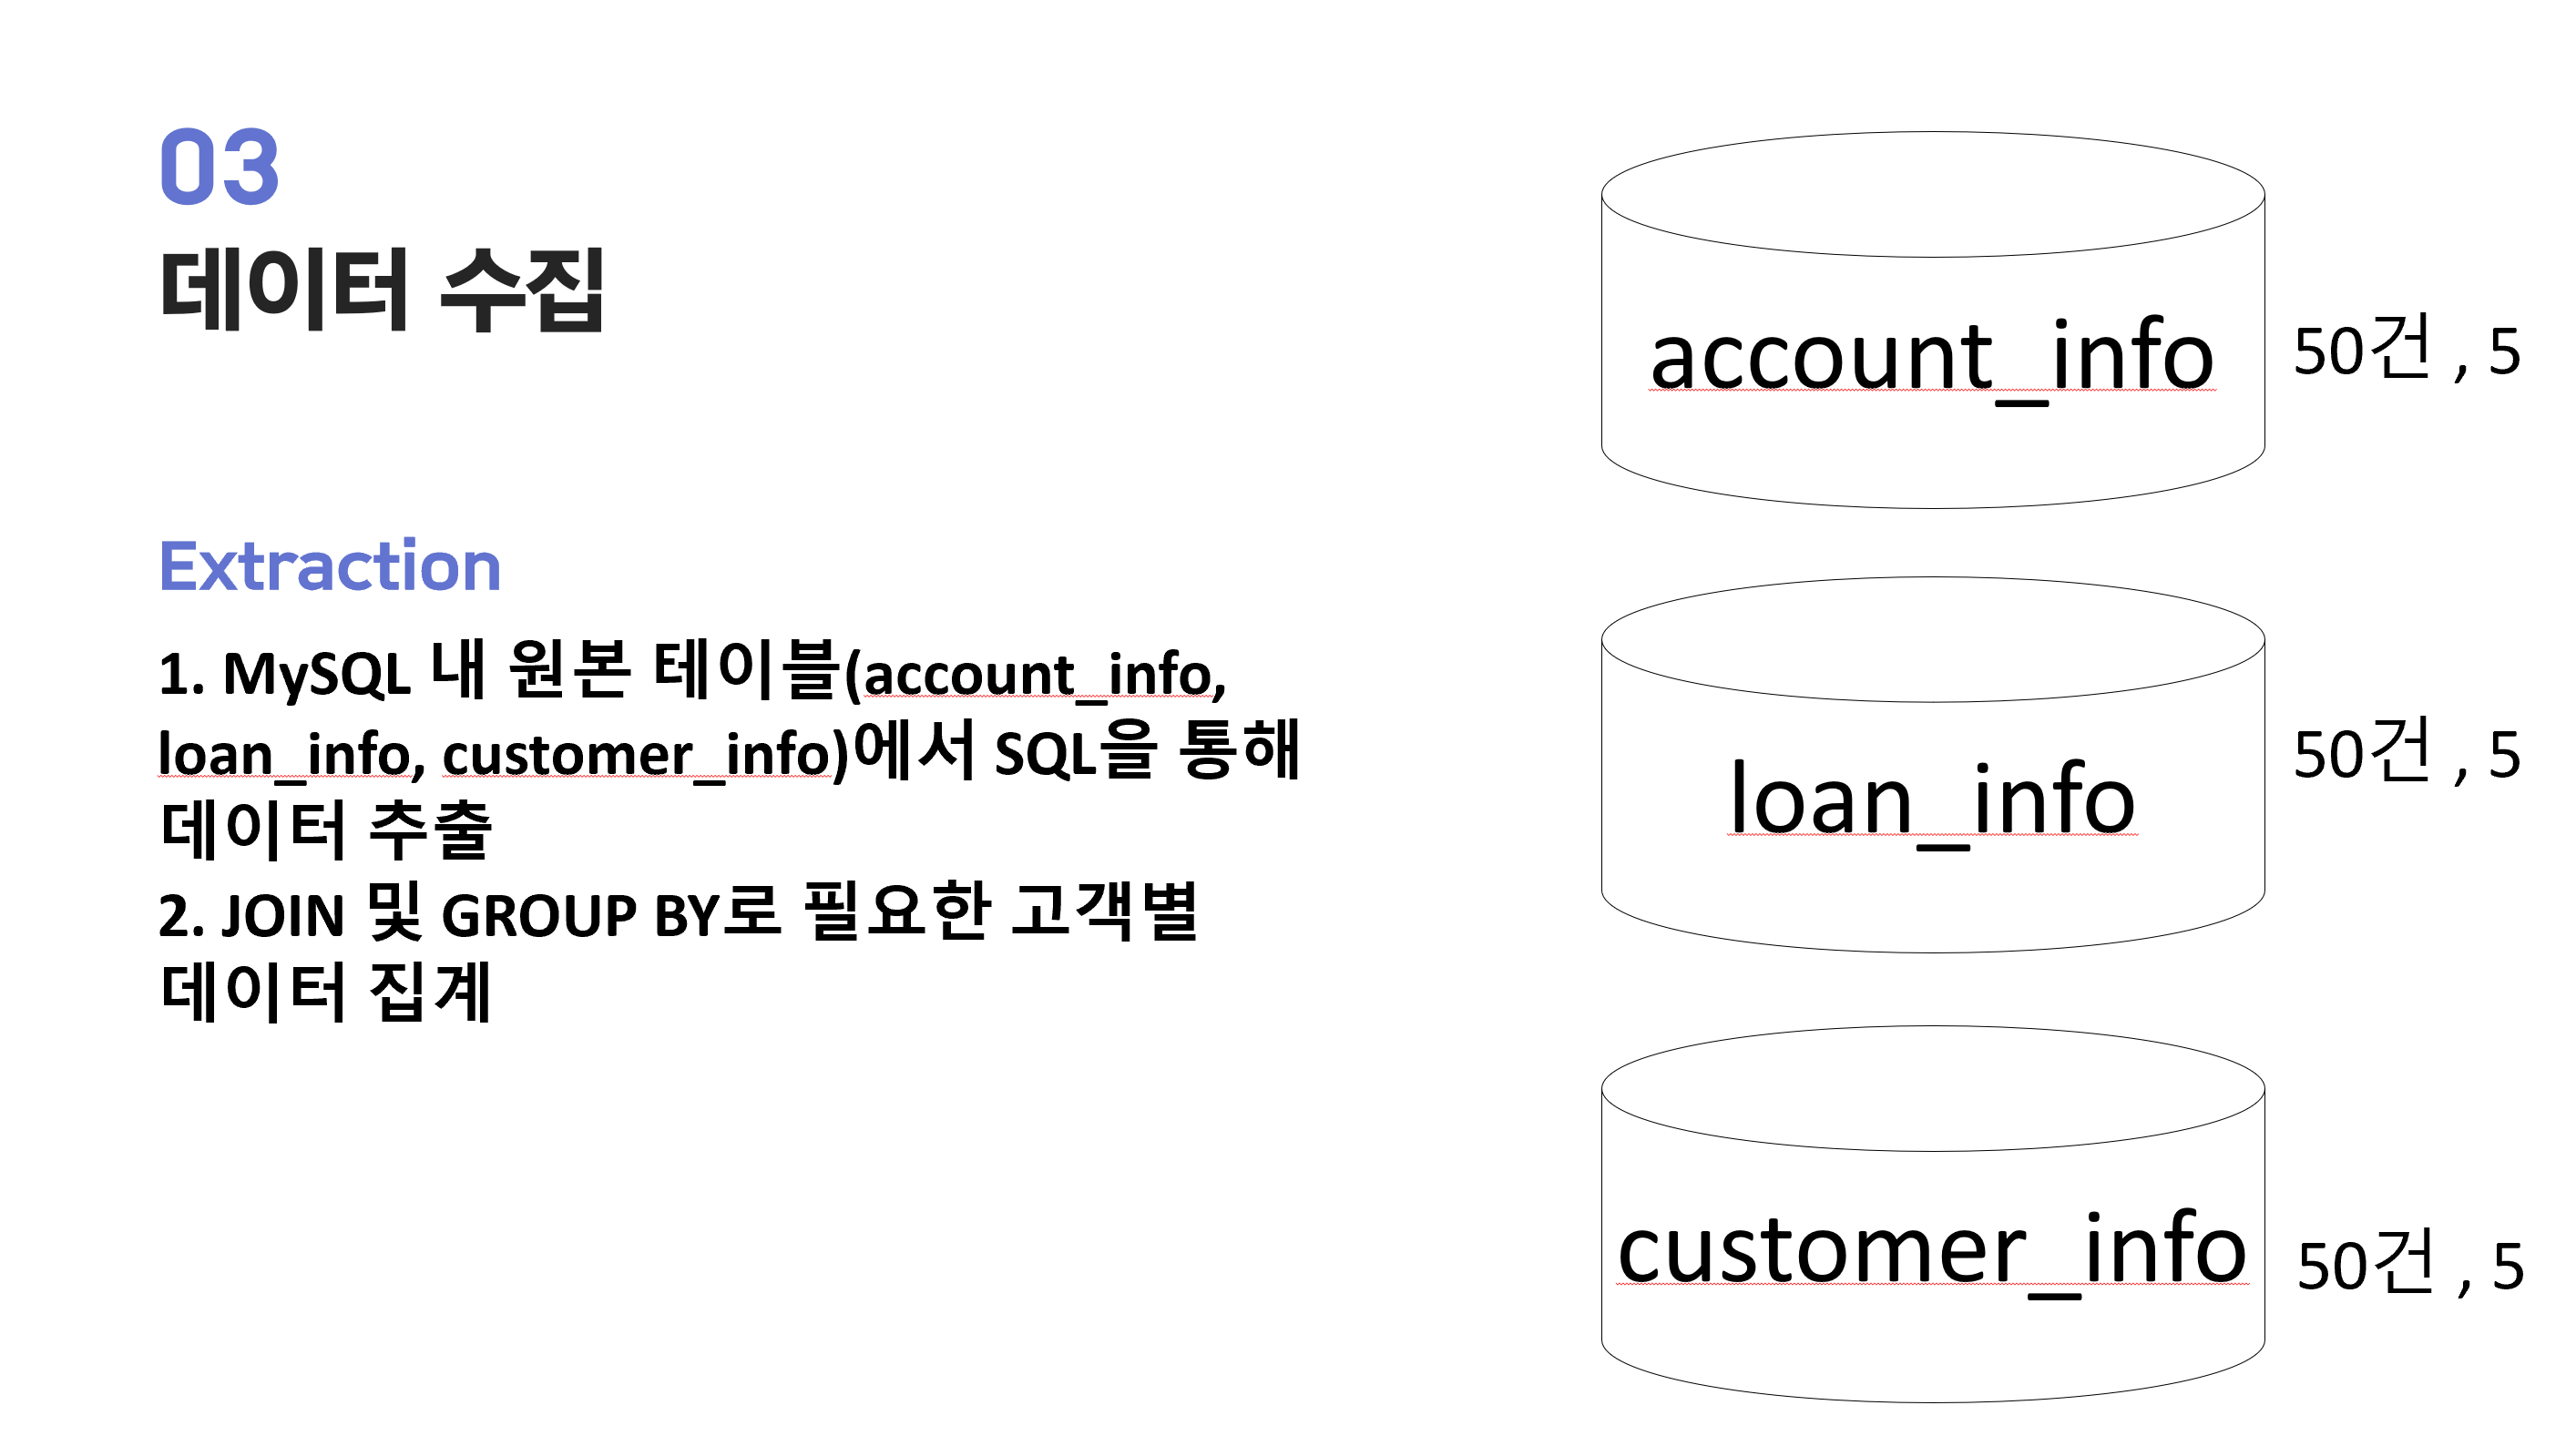 03
데이터 수집
Extraction
1. MySQL 내 원본 테이블(account_info,
loan_info, customer_info)에서 SQL을 통해
데이터 추출
2. JOIN 및 GROUP BY로 필요한 고객별
데이터 집계
account_info
50건 , 5
loan_info
50건 , 5
customer_info
50건 , 5